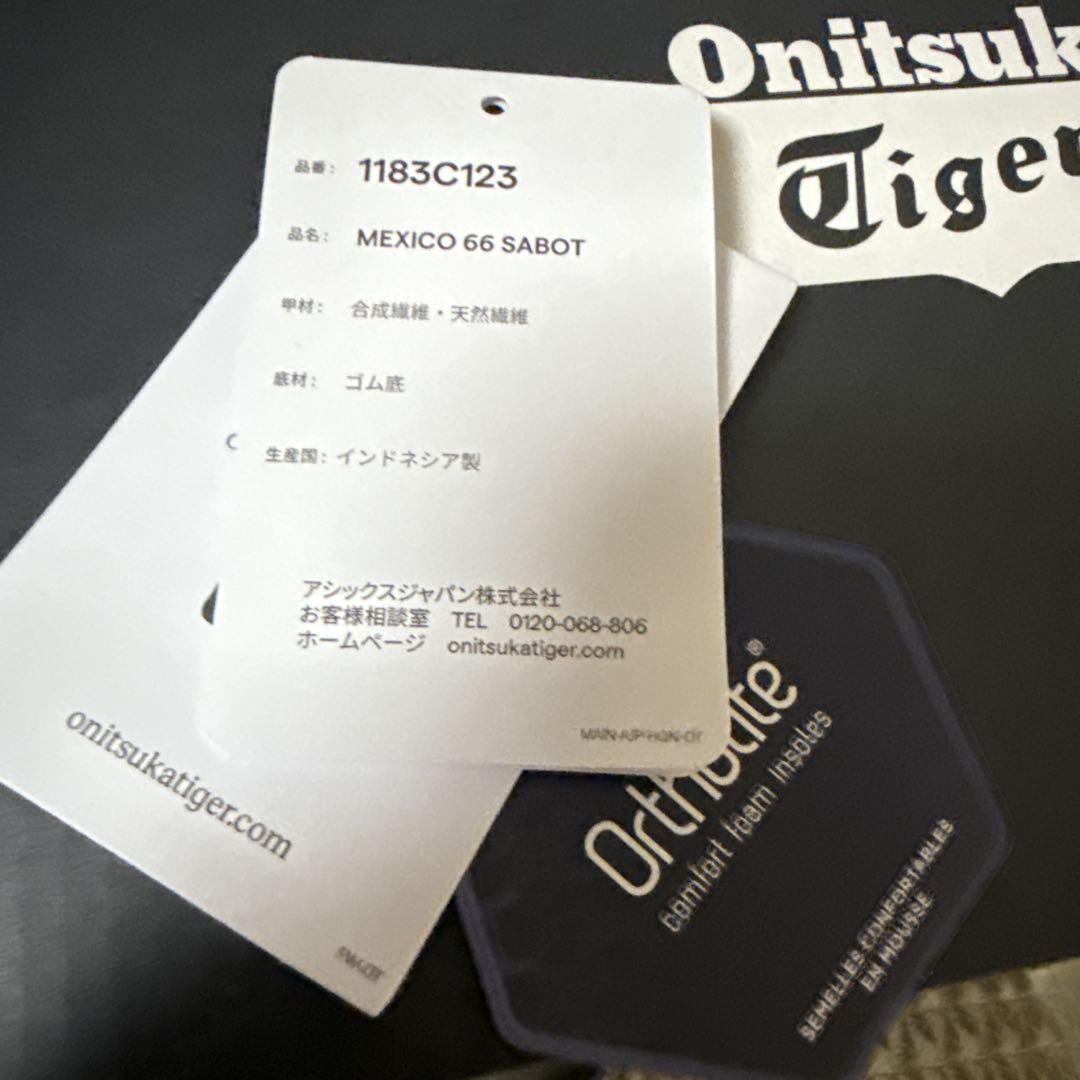 Onitsuk
Tiger
品番: 1183C123
品名: MEXICO 66 SABOT
甲材: 合成繊維・天然繊維
底材: ゴム底
生産国: インドネシア製
アシックスジャパン株式会社
お客様相談室 TEL 0120-068-806
ホームページ onitsukatiger.com
onitsukatiger.com
comfort foam insoles
SEMELLES CONFORTABLES
EN MOUSSE